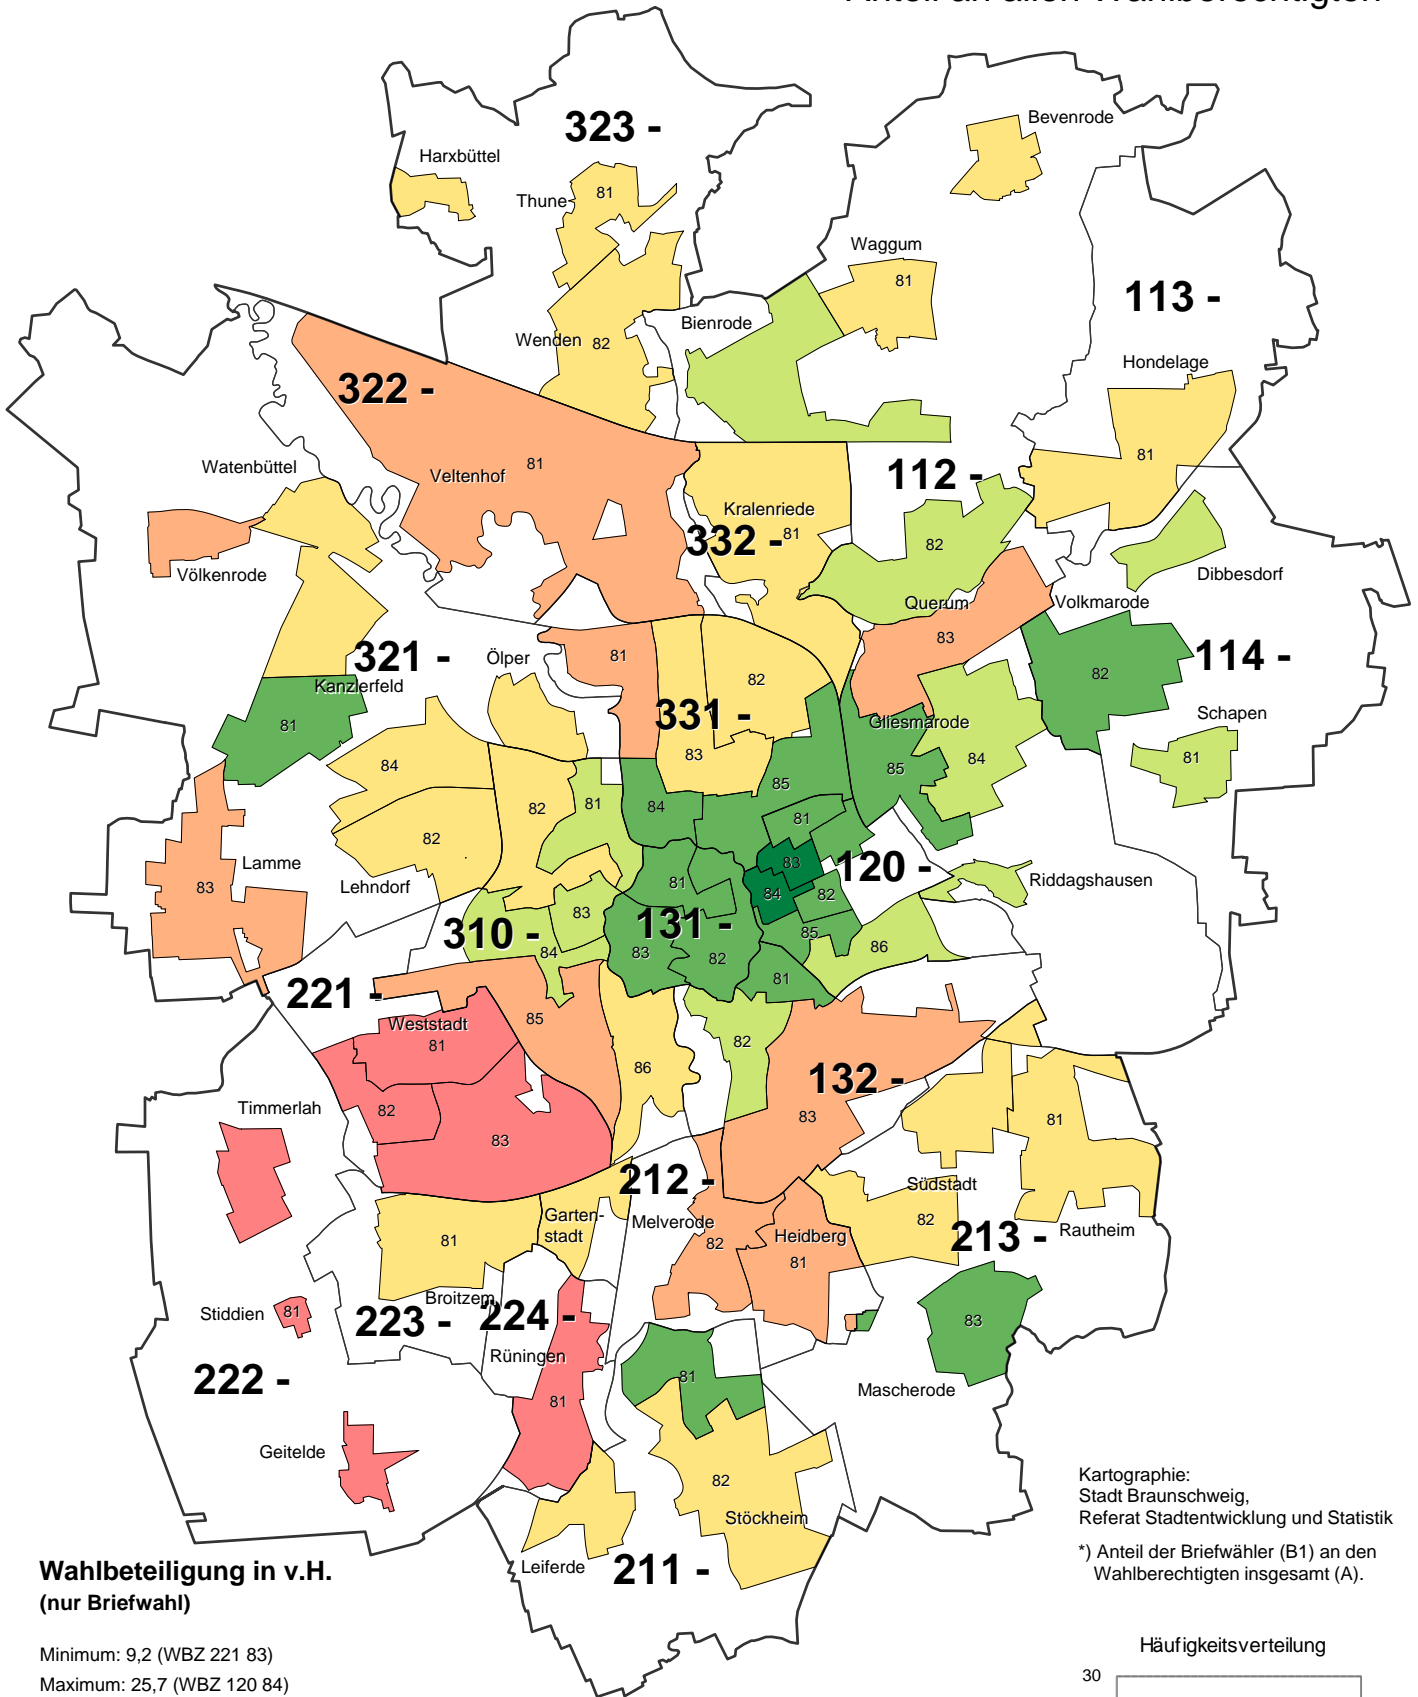 Anteil an allen Wahlberechtigten
323 -
Bevenrode
Harxbüttel
Thune
81
Waggum
81
113 -
Bienrode
Wenden
82
Hondelage
322 -
81
Watenbüttel
Veltenhof
81
112 -
Kralenriede
332 -
81
82
Völkenrode
Dibbesdorf
Querum
Volkmarode
83
321 -
Ölper
81
114 -
82
82
Kanzlerfeld
331 -
Gliesmarode
Schapen
81
83
84
81
84
85
85
82
81
84
81
82
83
120 -
Lamme
83
Lehndorf
81
84
82
Riddagshausen
310 -
83
131 -
84
83
82
85
86
81
221 -
Weststadt
81
85
82
86
132 -
83
Timmerlah
82
83
81
212 -
Südstadt
Garten-
stadt
Melverode
82
Heidberg
81
82
213 -
Rautheim
81
Broitzem
Stiddien
81
223 -
224 -
83
Rüningen
222 -
81
Mascherode
81
Geitelde
82
Stöckheim
Leiferde
211 -
Kartographie:
Stadt Braunschweig,
Referat Stadtentwicklung und Statistik
*) Anteil der Briefwähler (B1) an den
Wahlberechtigten insgesamt (A).
Wahlbeteiligung in v.H.
(nur Briefwahl)
Minimum: 9,2 (WBZ 221 83)
Maximum: 25,7 (WBZ 120 84)
Häufigkeitsverteilung
30